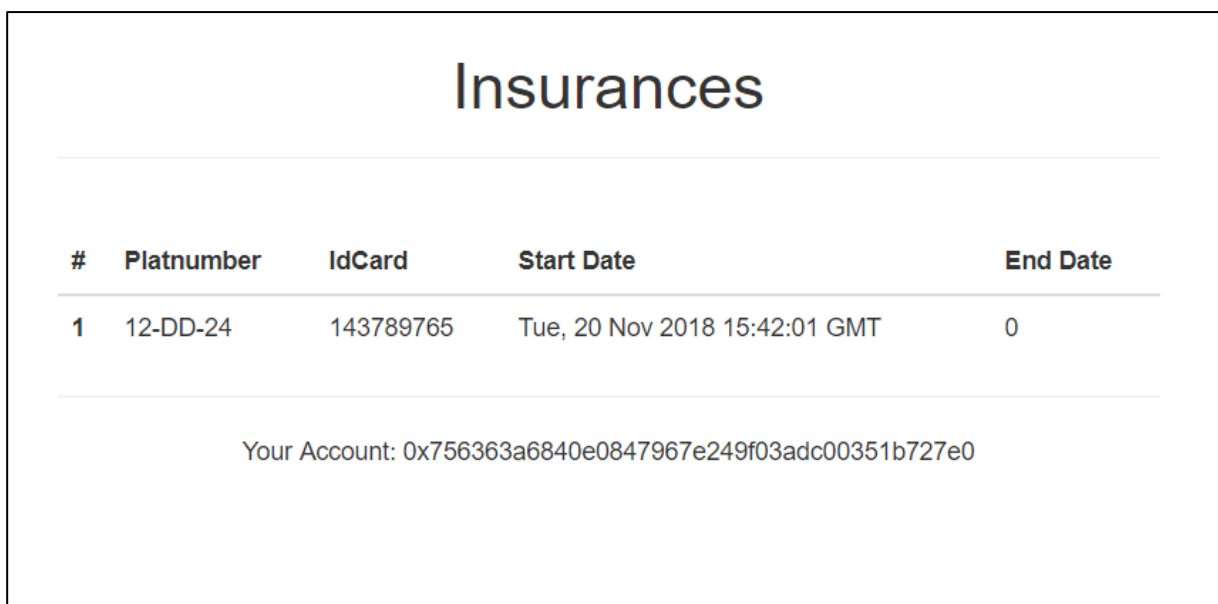 Insurances
# Platnumber IdCard Start Date End Date
1 12-DD-24 143789765 Tue, 20 Nov 2018 15:42:01 GMT 0
Your Account: 0x756363a6840e0847967e249f03adc00351b727e0